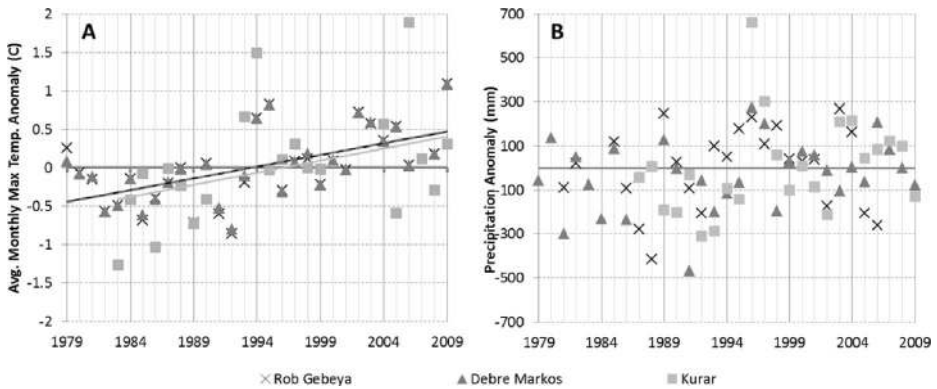 A
B
Avg. Monthly Max Temp. Anomaly (C)
2
1.5
1
0.5
0
-0.5
-1
-1.5
-2
1979 1984 1989 1994 1999 2004 2009
Precipitation Anomaly (mm)
700
500
300
100
-100
-300
-500
-700
1979 1984 1989 1994 1999 2004 2009
Rob Gebeya Debre Markos Kurar